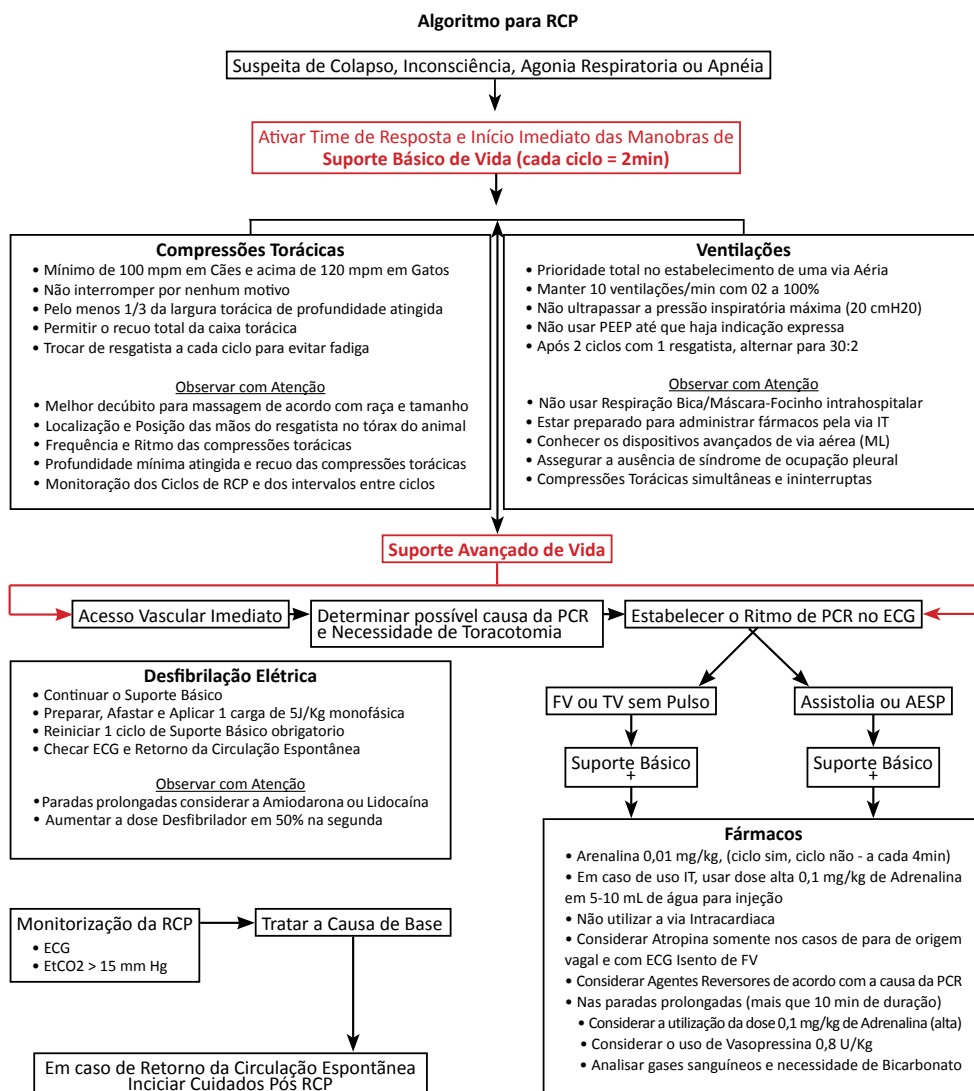 Algoritmo para RCP
Suspeita de Colapso, Inconsciência, Agonia Respiratoria ou Apnéia
Ativar Time de Resposta e Início Imediato das Manobras de
Suporte Básico de Vida (cada ciclo = 2min)
Compressões Torácicas
• Mínimo de 100 mpm em Cães e acima de 120 mpm em Gatos
• Não interromper por nenhum motivo
• Pelo menos 1/3 da largura torácica de profundidade atingida
• Permitir o recuo total da caixa torácica
• Trocar de resgatista a cada ciclo para evitar fadiga
Observar com Atenção
• Melhor decúbito para massagem de acordo com raça e tamanho
• Localização e Posição das mãos do resgatista no tórax do animal
• Frequência e Ritmo das compressões torácicas
• Profundidade mínima atingida e recuo das compressões torácicas
• Monitoração dos Ciclos de RCP e dos intervalos entre ciclos
Ventilações
• Prioridade total no estabelecimento de uma via Aéria
• Manter 10 ventilações/min com 02 a 100%
• Não ultrapassar a pressão inspiratória máxima (20 cmH20)
• Não usar PEEP até que haja indicação expressa
• Após 2 ciclos com 1 resgatista, alternar para 30:2
Observar com Atenção
• Não usar Respiração Bica/Máscara-Focinho intrahospitalar
• Estar preparado para administrar fármacos pela via IT
• Conhecer os dispositivos avançados de via aérea (ML)
• Assegurar a ausência de síndrome de ocupação pleural
• Compressões Torácicas simultâneas e ininterruptas
Suporte Avançado de Vida
Acesso Vascular Imediato
Determinar possível causa da PCR
e Necessidade de Toracotomia
Estabelecer o Ritmo de PCR no ECG
Desfibrilação Elétrica
• Continuar o Suporte Básico
• Preparar, Afastar e Aplicar 1 carga de 5J/Kg monofásica
• Reiniciar 1 ciclo de Suporte Básico obrigatorio
• Checar ECG e Retorno da Circulação Espontânea
Observar com Atenção
• Paradas prolongadas considerar a Amiodarona ou Lidocaína
• Aumentar a dose Desfibrilador em 50% na segunda
FV ou TV sem Pulso
Assistolia ou AESP
Suporte Básico
+
Suporte Básico
+
Fármacos
• Arenalina 0,01 mg/kg, (ciclo sim, ciclo não - a cada 4min)
• Em caso de uso IT, usar dose alta 0,1 mg/kg de Adrenalina
em 5-10 mL de água para injeção
• Não utilizar a via Intracardiaca
• Considerar Atropina somente nos casos de para de origem
vagal e com ECG Isento de FV
• Considerar Agentes Reversores de acordo com a causa da PCR
• Nas paradas prolongadas (mais que 10 min de duração)
• Considerar a utilização da dose 0,1 mg/kg de Adrenalina (alta)
• Considerar o uso de Vasopressina 0,8 U/Kg
• Analisar gases sanguíneos e necessidade de Bicarbonato
Monitorização da RCP
• ECG
• EtCO2 > 15 mm Hg
Tratar a Causa de Base
Em caso de Retorno da Circulação Espontãnea
Inciciar Cuidados Pós RCP